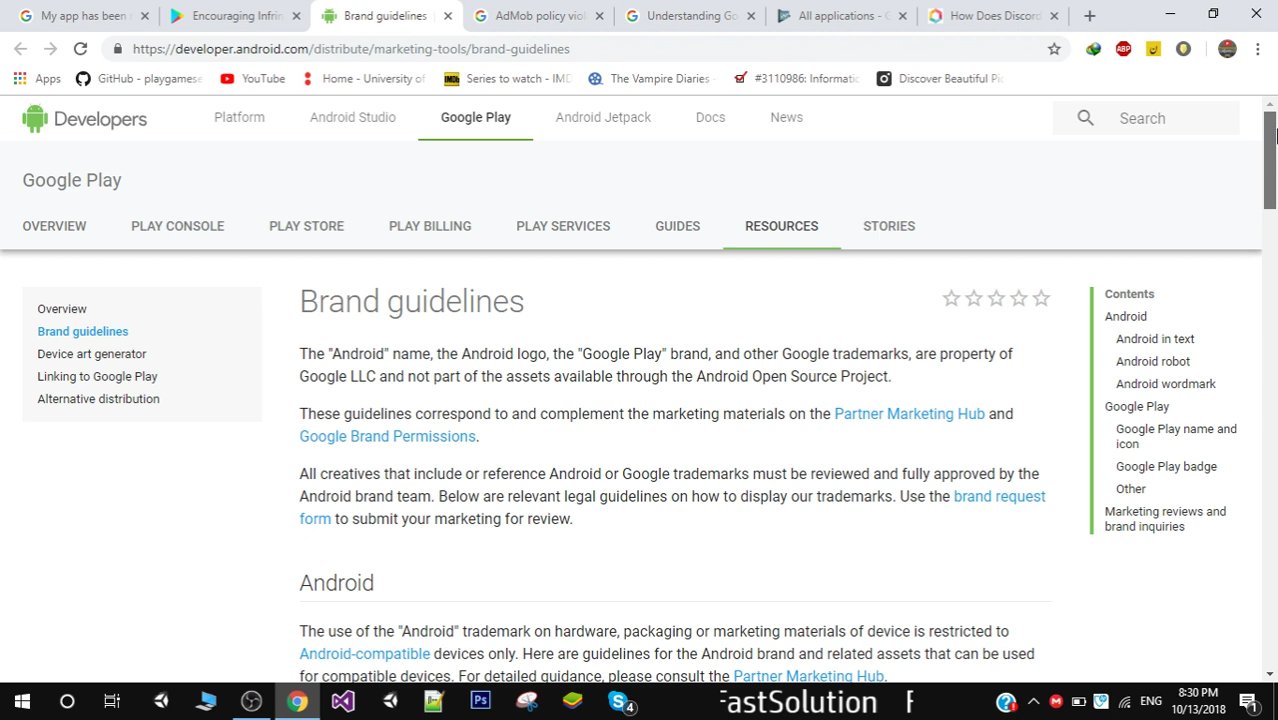 My app has been
Encouraging Infrin
Brand guidelines
AdMob policy viol
Understanding Go
All applications - G
How Does Discord
https://developer.android.com/distribute/marketing-tools/brand-guidelines
Apps
GitHub - playgamese
YouTube
Home - University of
Series to watch - IMD
The Vampire Diaries -
#3110986: Informatic
Discover Beautiful Pic
Developers
Platform
Android Studio
Google Play
Android Jetpack
Docs
News
Search
Google Play
OVERVIEW
PLAY CONSOLE
PLAY STORE
PLAY BILLING
PLAY SERVICES
GUIDES
RESOURCES
STORIES
Overview
Brand guidelines
Device art generator
Linking to Google Play
Alternative distribution
Brand guidelines
The "Android" name, the Android logo, the "Google Play" brand, and other Google trademarks, are property of
Google LLC and not part of the assets available through the Android Open Source Project.
These guidelines correspond to and complement the marketing materials on the Partner Marketing Hub and
Google Brand Permissions.
All creatives that include or reference Android or Google trademarks must be reviewed and fully approved by the
Android brand team. Below are relevant legal guidelines on how to display our trademarks. Use the brand request
form to submit your marketing for review.
Android
The use of the "Android" trademark on hardware, packaging or marketing materials of device is restricted to
Android-compatible devices only. Here are guidelines for the Android brand and related assets that can be used
for compatible devices. For detailed guidance, please consult the Partner Marketing Hub.
Contents
Android
Android in text
Android robot
Android wordmark
Google Play
Google Play name and
icon
Google Play badge
Other
Marketing reviews and
brand inquiries
FastSolution
F
ENG
8:30 PM
10/13/2018